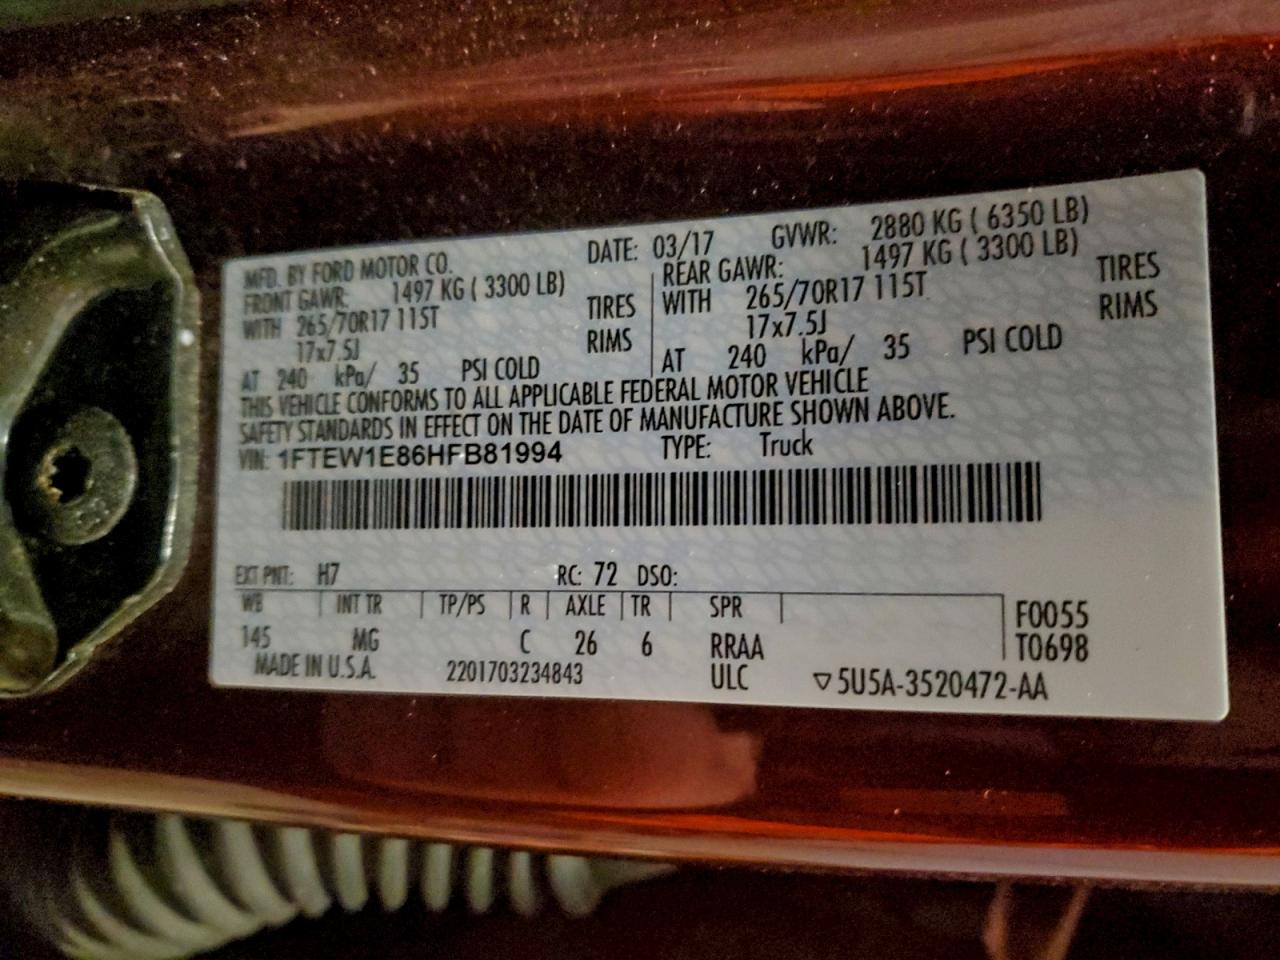 MFD. BY FORD MOTOR CO. DATE: 03/17 GVWR: 2880 KG ( 6350 LB)
FRONT GAWR: 1497 KG ( 3300 LB) REAR GAWR: 1497 KG ( 3300 LB)
WITH 265/70R17 115T TIRES WITH 265/70R17 115T TIRES
17x7.5J RIMS 17x7.5J RIMS
AT 240 kPa/ 35 PSI COLD AT 240 kPa/ 35 PSI COLD
THIS VEHICLE CONFORMS TO ALL APPLICABLE FEDERAL MOTOR VEHICLE
SAFETY STANDARDS IN EFFECT ON THE DATE OF MANUFACTURE SHOWN ABOVE.
VIN: 1FTEW1E86HFB81994 TYPE: Truck
EXT PNT: H7 RC: 72 DSO:
WB INT TR TP/PS R AXLE TR SPR F0055
145 MG C 26 6 RRAA T0698
MADE IN U.S.A. 2201703234843 ULC ▽5U5A-3520472-AA